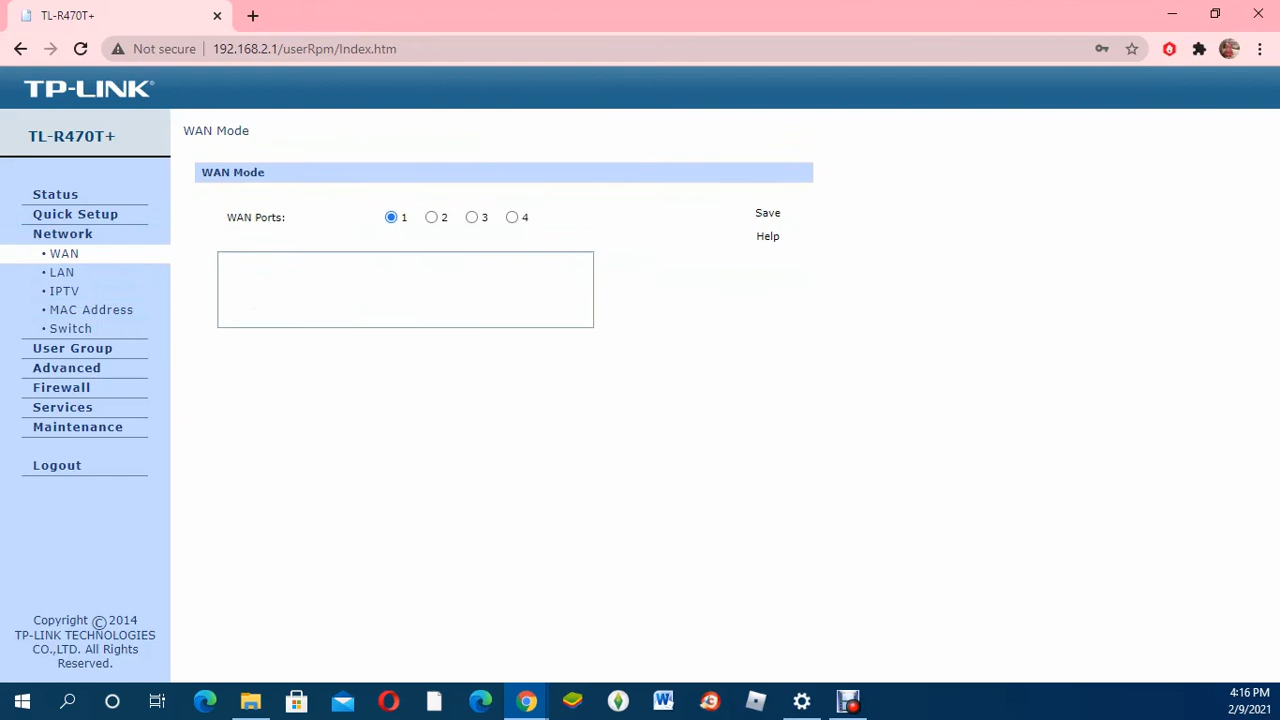 TL-R470T+
Not secure
192.168.2.1/userRpm/Index.htm
TP-LINK®
TL-R470T+
Status
Quick Setup
Network
• WAN
• LAN
• IPTV
• MAC Address
• Switch
User Group
Advanced
Firewall
Services
Maintenance
Logout
Copyright © 2014
TP-LINK TECHNOLOGIES
CO.,LTD. All Rights
Reserved.
WAN Mode
WAN Mode
WAN Ports: 1 2 3 4
Save
Help
4:16 PM
2/9/2021